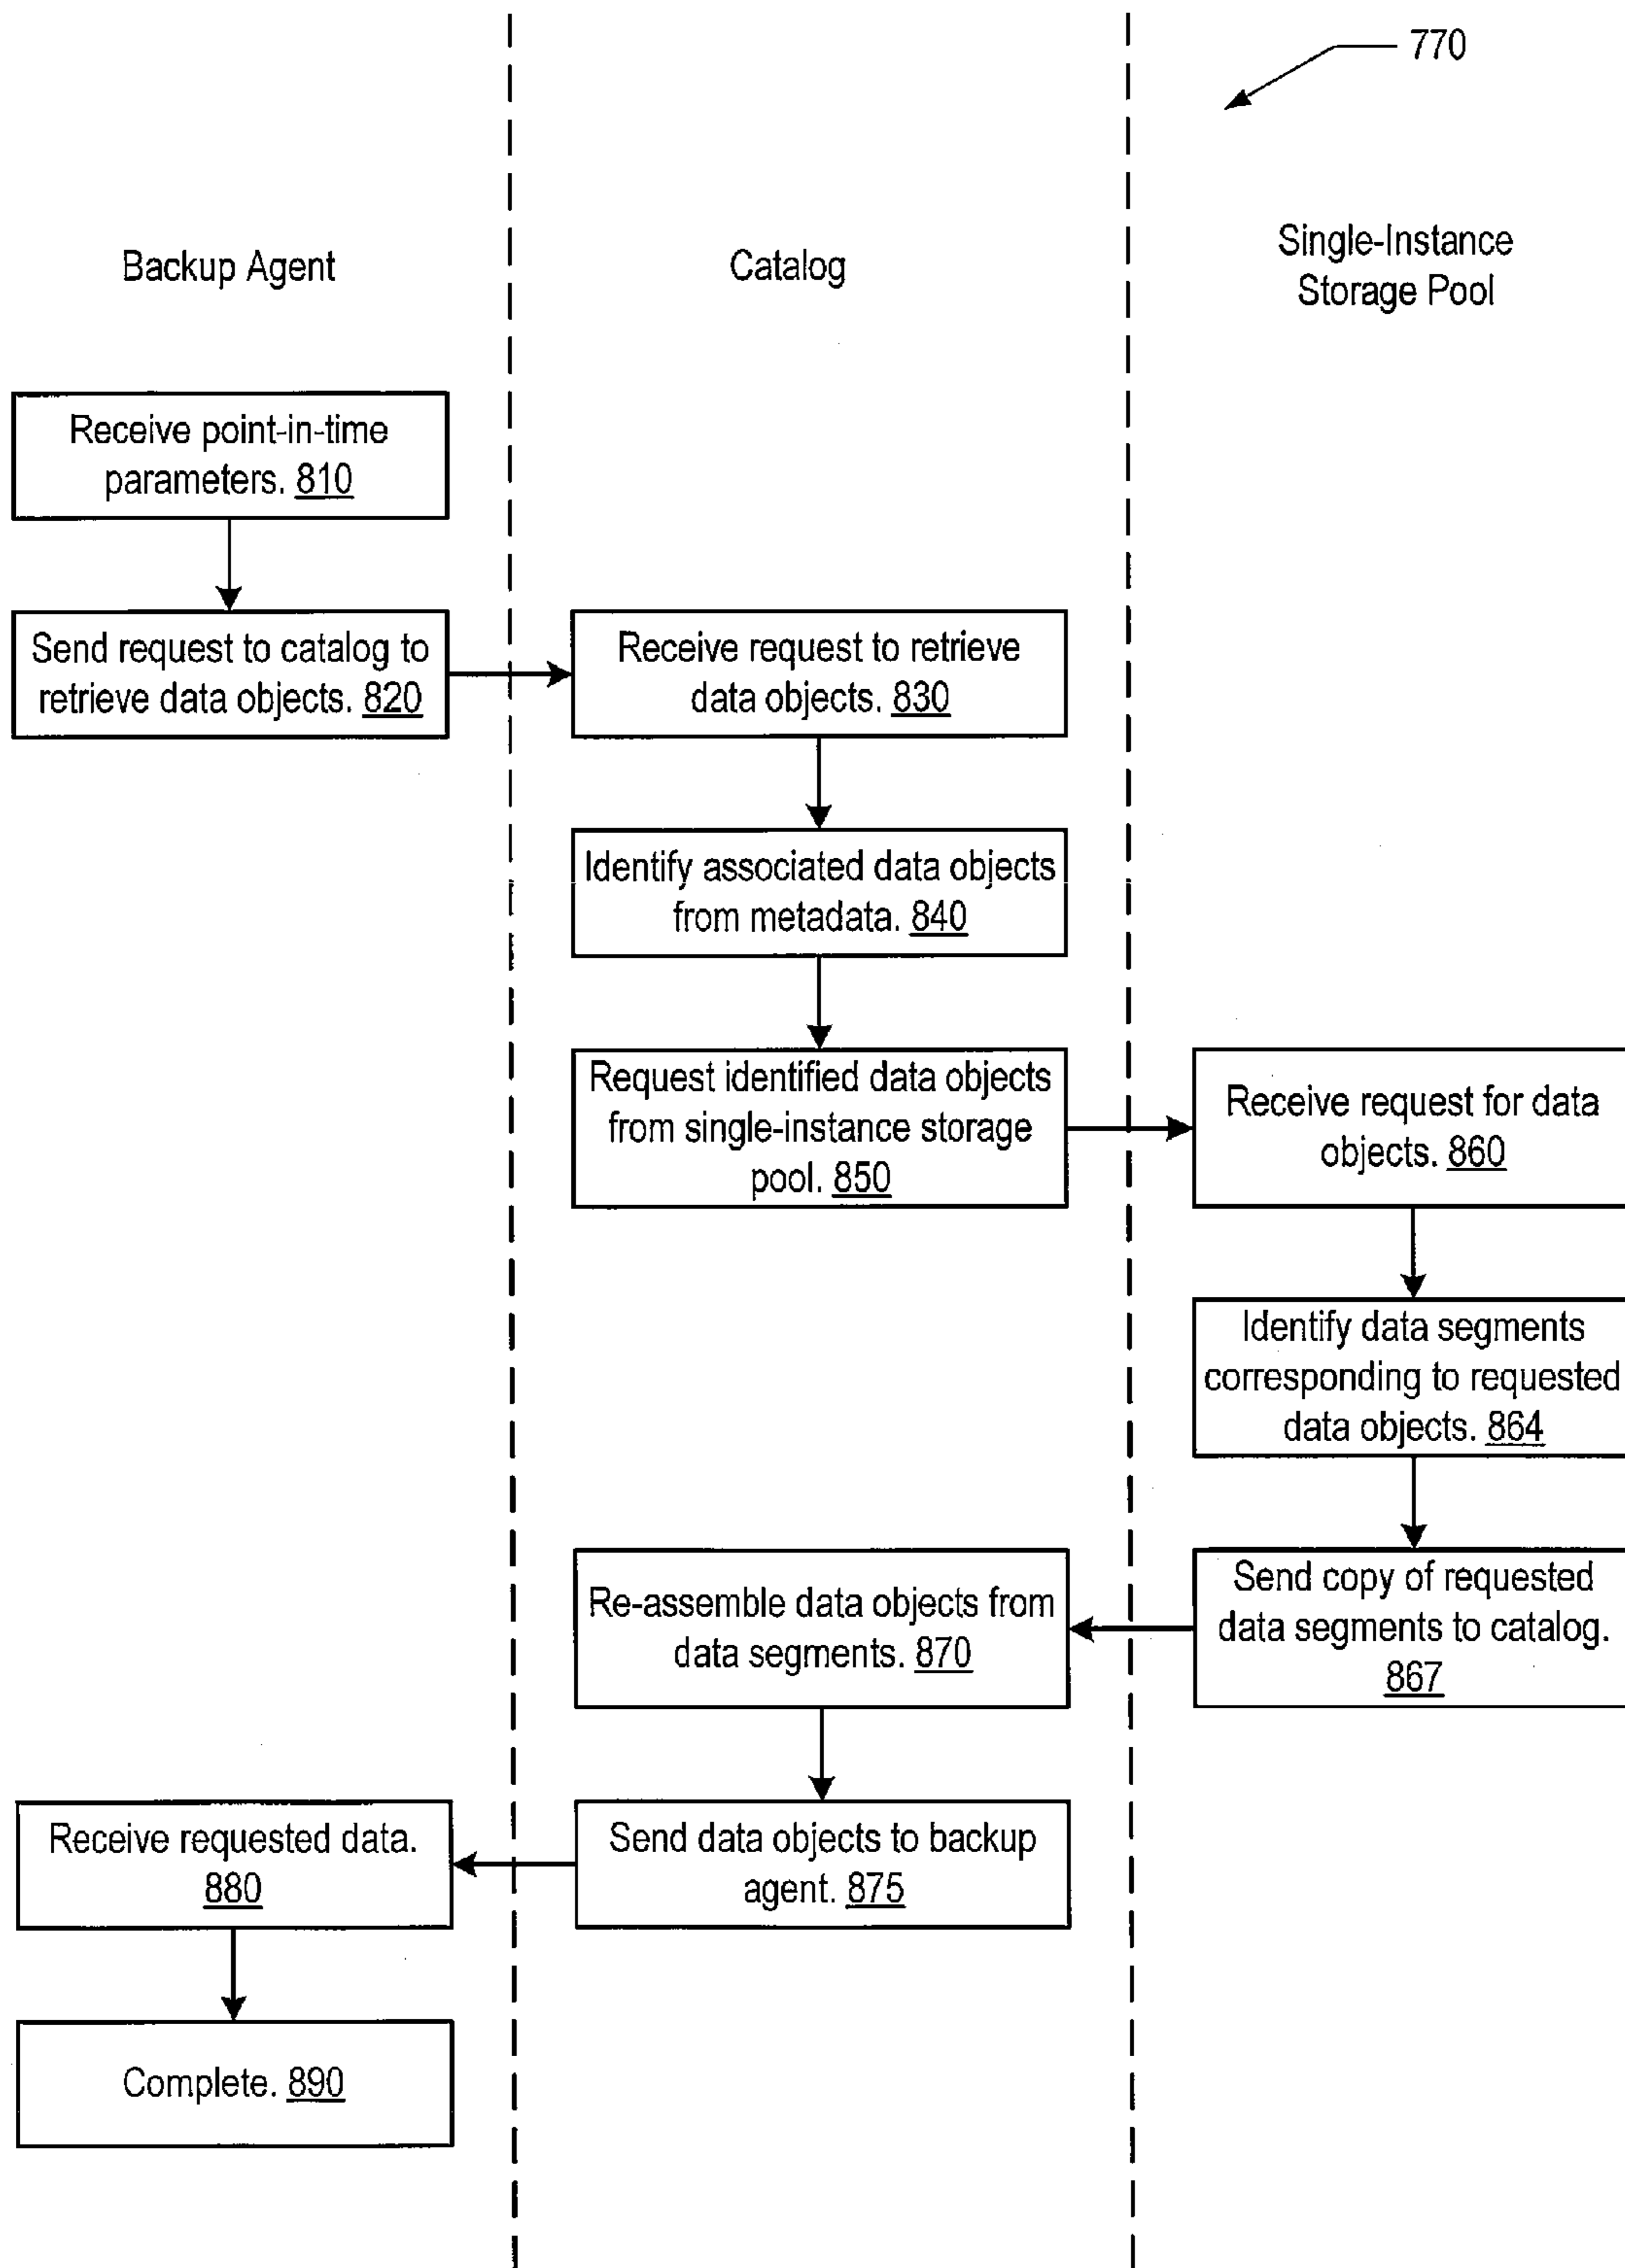 770
Backup Agent
Catalog
Single-Instance
Storage Pool
Receive point-in-time
parameters. 810
Send request to catalog to
retrieve data objects. 820
Receive request to retrieve
data objects. 830
Identify associated data objects
from metadata. 840
Request identified data objects
from single-instance storage
pool. 850
Receive request for data
objects. 860
Identify data segments
corresponding to requested
data objects. 864
Send copy of requested
data segments to catalog.
867
Re-assemble data objects from
data segments. 870
Send data objects to backup
agent. 875
Receive requested data.
880
Complete. 890